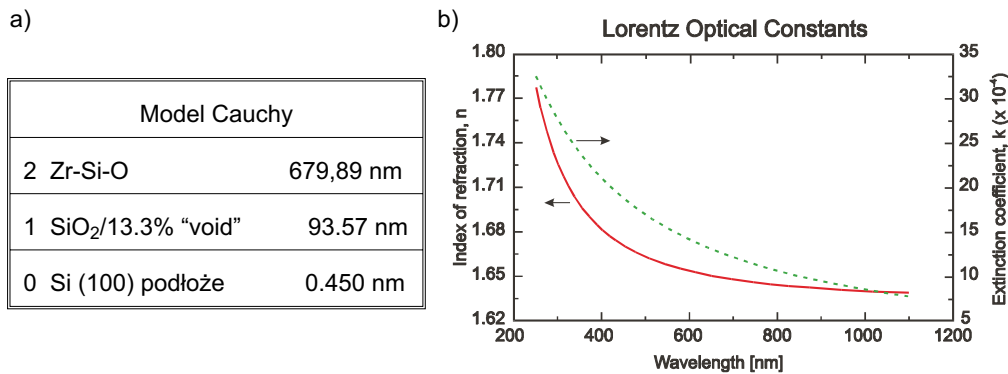 a)
Model Cauchy
2 Zr-Si-O 679,89 nm
1 SiO₂/13.3% “void” 93.57 nm
0 Si (100) podłoże 0.450 nm
b)
Lorentz Optical Constants
Index of refraction, n
1.80
1.77
1.74
1.71
1.68
1.65
1.62
Extinction coefficient, k (x 10⁻⁴)
35
30
25
20
15
10
5
200 400 600 800 1000 1200
Wavelength [nm]